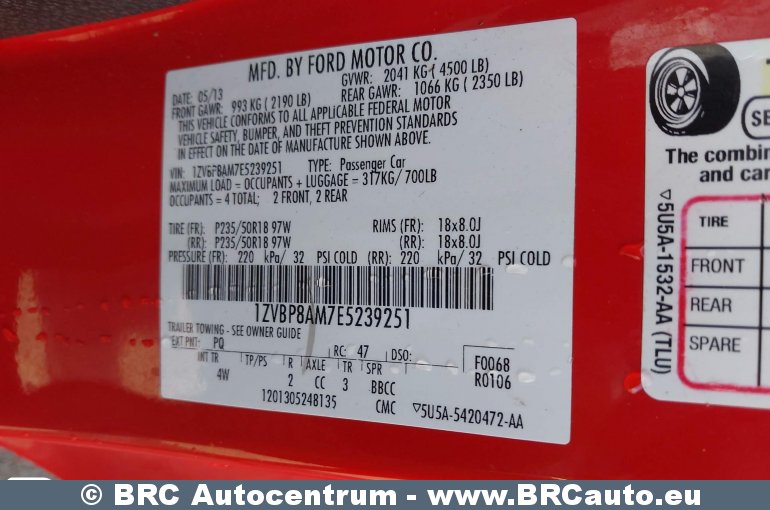 MFD. BY FORD MOTOR CO.
DATE: 05/13 GVWR: 2041 KG ( 4500 LB)
FRONT GAWR: 993 KG ( 2190 LB) REAR GAWR: 1066 KG ( 2350 LB)
THIS VEHICLE CONFORMS TO ALL APPLICABLE FEDERAL MOTOR
VEHICLE SAFETY, BUMPER, AND THEFT PREVENTION STANDARDS
IN EFFECT ON THE DATE OF MANUFACTURE SHOWN ABOVE.
VIN: 1ZVBP8AM7E5239251 TYPE: Passenger Car
MAXIMUM LOAD = OCCUPANTS + LUGGAGE = 317KG/ 700LB
OCCUPANTS = 4 TOTAL; 2 FRONT, 2 REAR
TIRE (FR): P235/50R18 97W RIMS (FR): 18x8.0J
(RR): P235/50R18 97W (RR): 18x8.0J
PRESSURE (FR): 220 kPa/ 32 PSI COLD (RR): 220 kPa/ 32 PSI COLD
1ZVBP8AM7E5239251
TRAILER TOWING - SEE OWNER GUIDE
EXT PNT: PQ RC: 47 DSO: F0068
R0106
INT TR TP/PS R AXLE TR SPR
4W 2 CC 3 BBCC
1201305248135 CMC ▽5U5A-5420472-AA
The combin
and car
TIRE
FRONT
REAR
SPARE
▽5U5A-1532-AA (TLU)
© BRC Autocentrum - www.BRCauto.eu